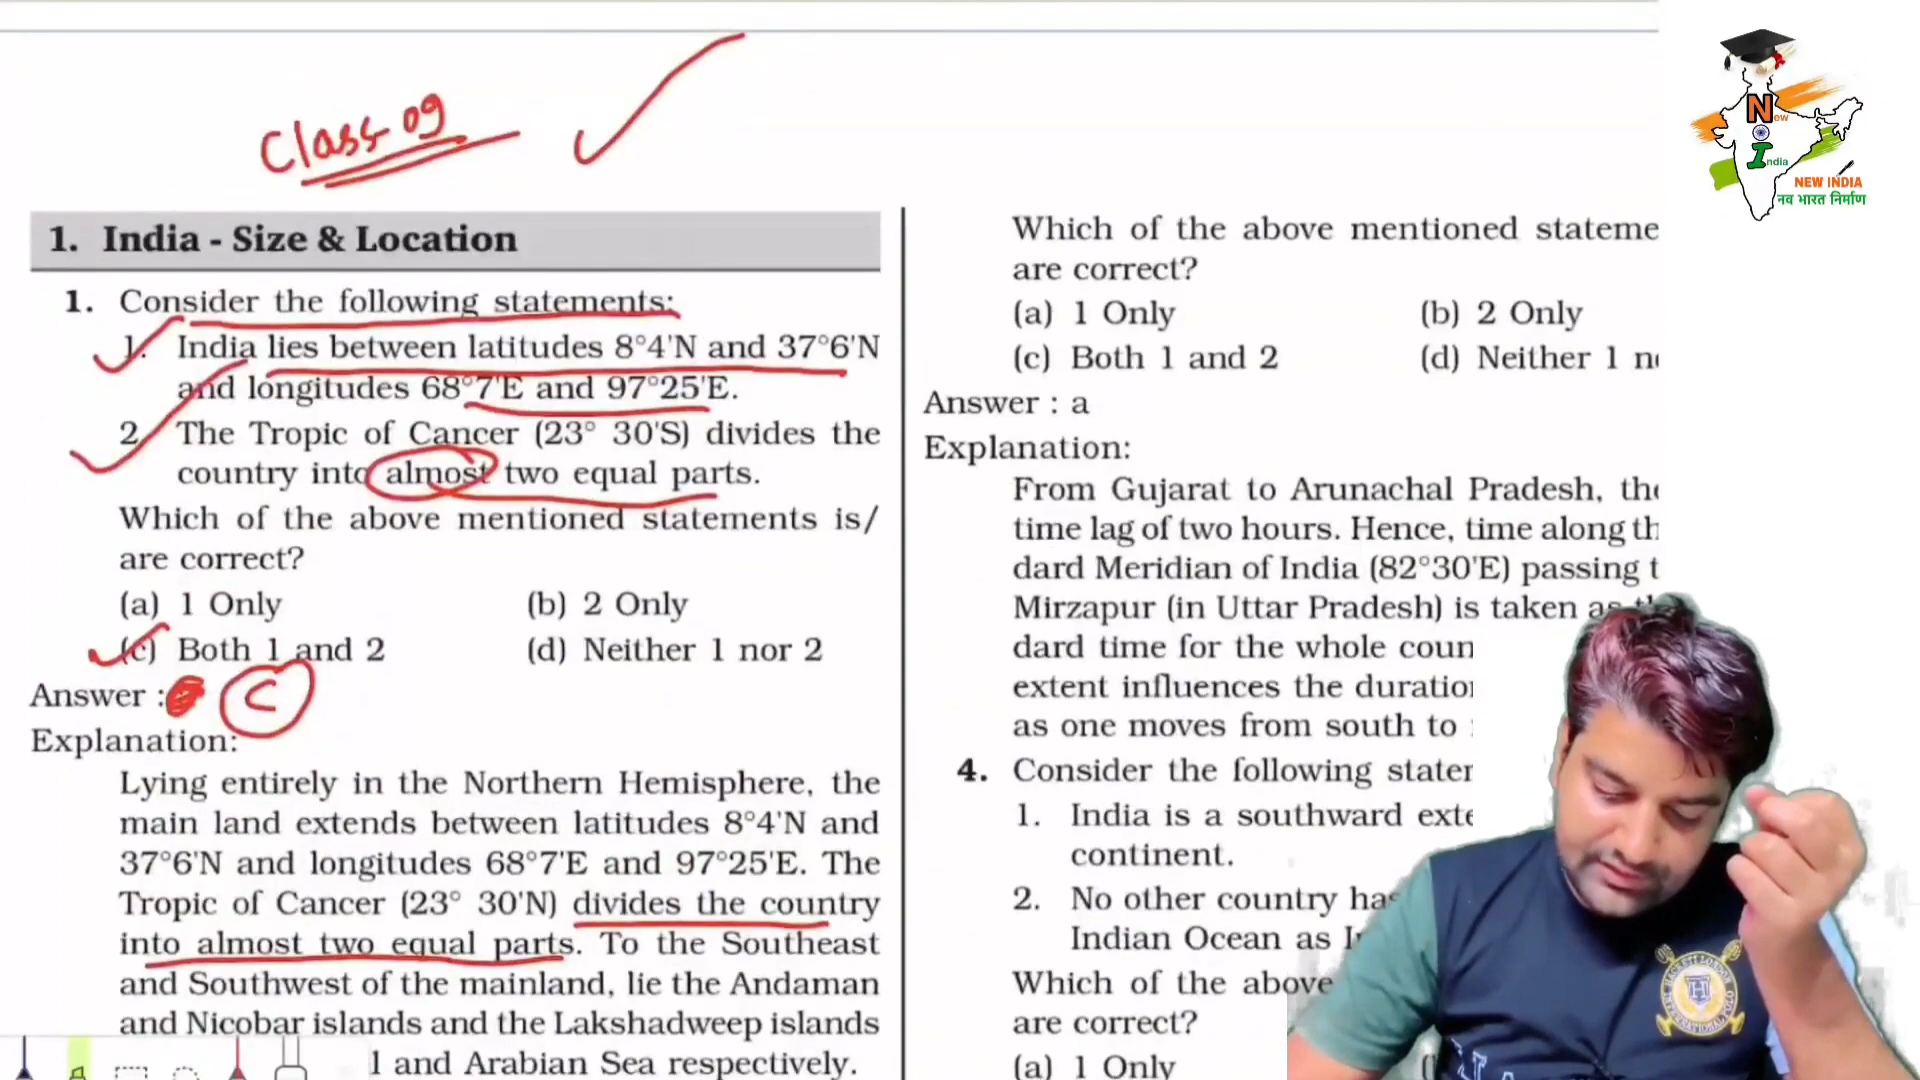 Class 09
1. India - Size & Location
1. Consider the following statements:
1. India lies between latitudes 8°4'N and 37°6'N
and longitudes 68°7'E and 97°25'E.
2. The Tropic of Cancer (23° 30'S) divides the
country into almost two equal parts.
Which of the above mentioned statements is/
are correct?
(a) 1 Only (b) 2 Only
(c) Both 1 and 2 (d) Neither 1 nor 2
Answer : C
Explanation:
Lying entirely in the Northern Hemisphere, the
main land extends between latitudes 8°4'N and
37°6'N and longitudes 68°7'E and 97°25'E. The
Tropic of Cancer (23° 30'N) divides the country
into almost two equal parts. To the Southeast
and Southwest of the mainland, lie the Andaman
and Nicobar islands and the Lakshadweep islands
and Arabian Sea respectively.
Which of the above mentioned stateme
are correct?
(a) 1 Only (b) 2 Only
(c) Both 1 and 2 (d) Neither 1 n
Answer : a
Explanation:
From Gujarat to Arunachal Pradesh, the
time lag of two hours. Hence, time along th
dard Meridian of India (82°30'E) passing t
Mirzapur (in Uttar Pradesh) is taken as
dard time for the whole coun
extent influences the duration
as one moves from south to
4. Consider the following stater
1. India is a southward exte
continent.
2. No other country has
Indian Ocean as I
Which of the above
are correct?
(a) 1 Only
New
India
NEW INDIA
नव भारत निर्माण